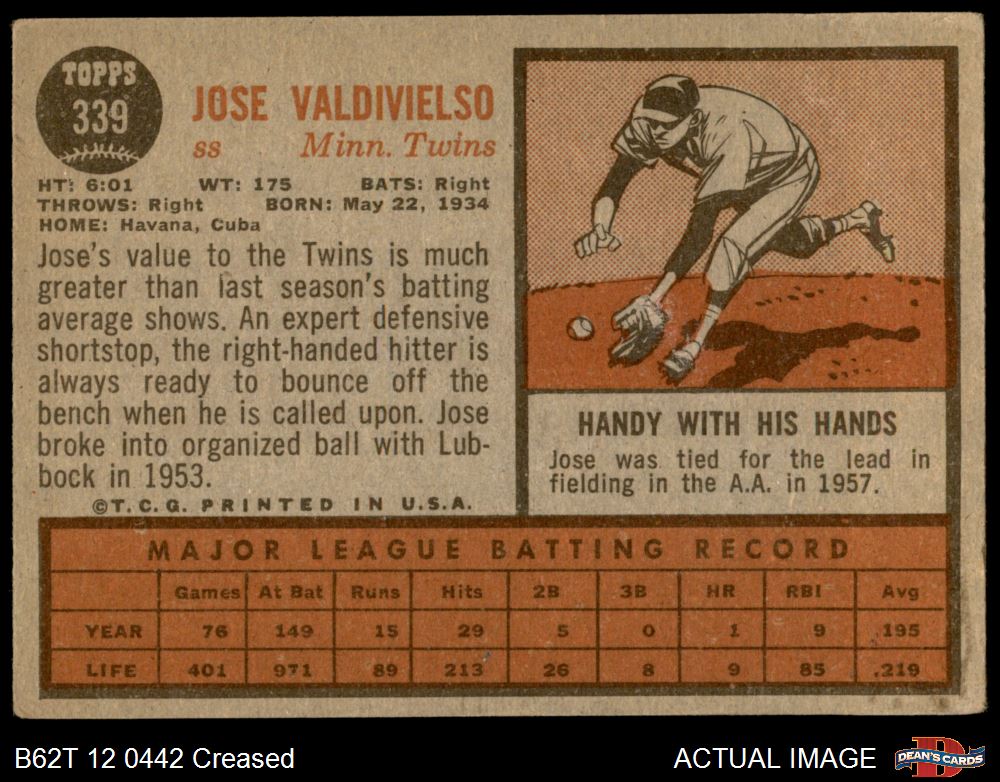 TOPPS
339
JOSE VALDIVIELSO
ss Minn. Twins
HT: 6:01 WT: 175 BATS: Right
THROWS: Right BORN: May 22, 1934
HOME: Havana, Cuba
Jose's value to the Twins is much
greater than last season's batting
average shows. An expert defensive
shortstop, the right-handed hitter is
always ready to bounce off the
bench when he is called upon. Jose
broke into organized ball with Lub-
bock in 1953.
©T.C.G. PRINTED IN U.S.A.
HANDY WITH HIS HANDS
Jose was tied for the lead in
fielding in the A.A. in 1957.
MAJOR LEAGUE BATTING RECORD
Games At Bat Runs Hits 2B 3B HR RBI Avg
YEAR 76 149 15 29 5 0 1 9 .195
LIFE 401 971 89 213 26 8 9 85 .219
B62T 12 0442 Creased
ACTUAL IMAGE
D
DEAN'S CARDS